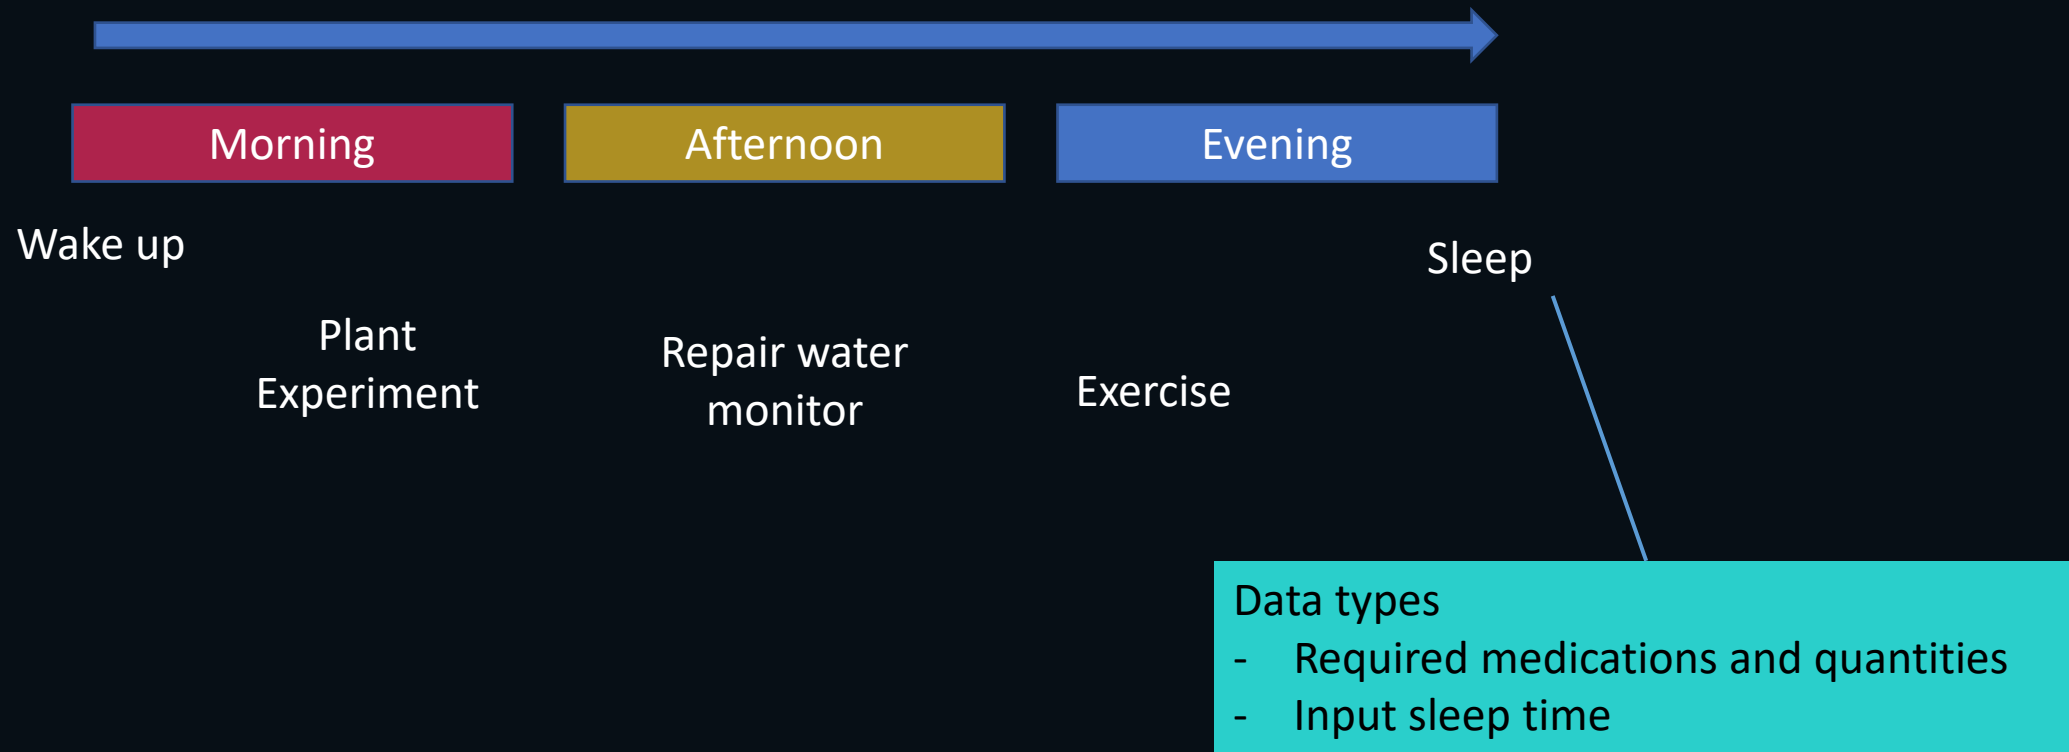 Morning
Afternoon
Evening
Wake up
Sleep
Plant
Experiment
Repair water
monitor
Exercise
Data types
- Required medications and quantities
- Input sleep time